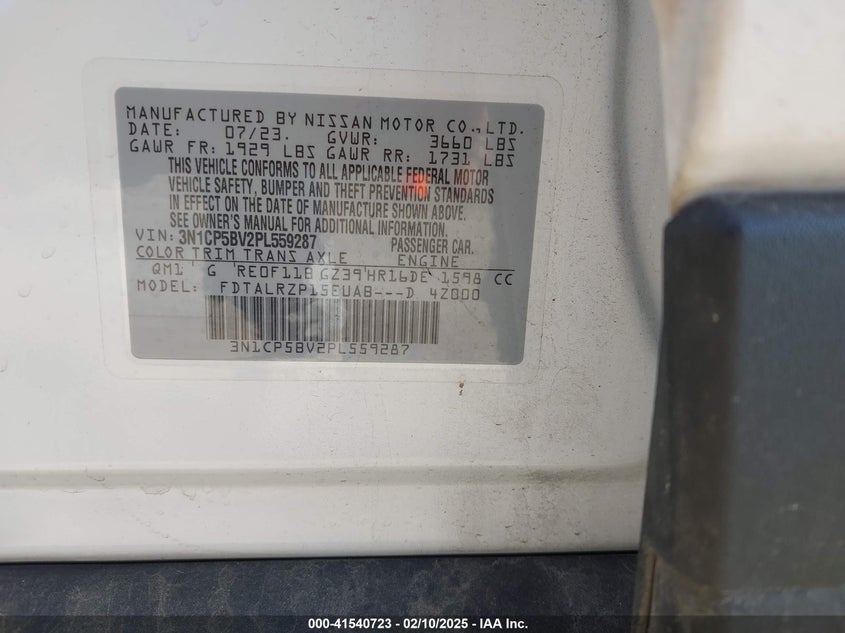 MANUFACTURED BY NISSAN MOTOR CO., LTD.
DATE: 07/23. GVWR: 3660 LBS
GAWR FR: 1929 LBS GAWR RR: 1731 LBS
THIS VEHICLE CONFORMS TO ALL APPLICABLE FEDERAL MOTOR
VEHICLE SAFETY, BUMPER AND THEFT PREVENTION STANDARDS
IN EFFECT ON THE DATE OF MANUFACTURE SHOWN ABOVE.
SEE OWNER'S MANUAL FOR ADDITIONAL INFORMATION.
VIN: 3N1CP5BV2PL559287 PASSENGER CAR.
COLOR TRIM TRANS AXLE ENGINE
QM1 G RE0F11B GZ39 HR16DE 1598 CC
MODEL: FDTALRZP15EUAB---D 4Z000
3N1CP5BV2PL559287
000-41540723 - 02/10/2025 - IAA Inc.